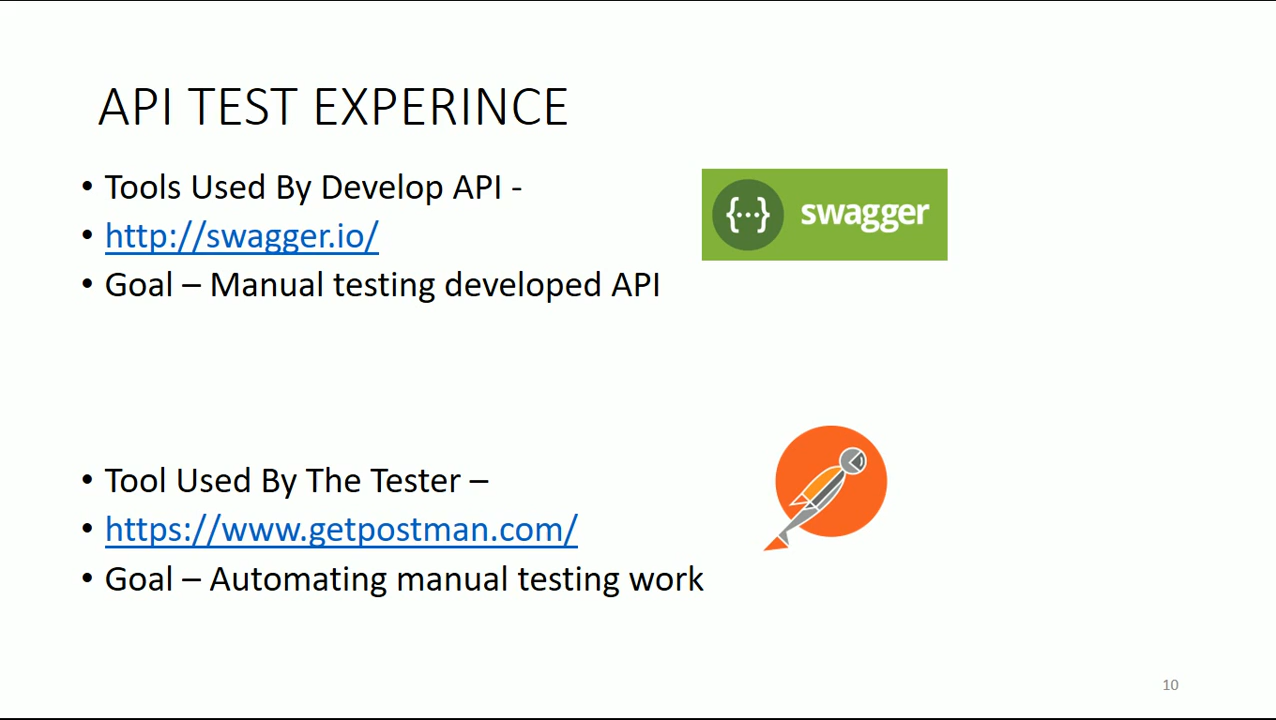 API TEST EXPERINCE
• Tools Used By Develop API -
• http://swagger.io/
• Goal – Manual testing developed API
{···} swagger
• Tool Used By The Tester –
• https://www.getpostman.com/
• Goal – Automating manual testing work
10